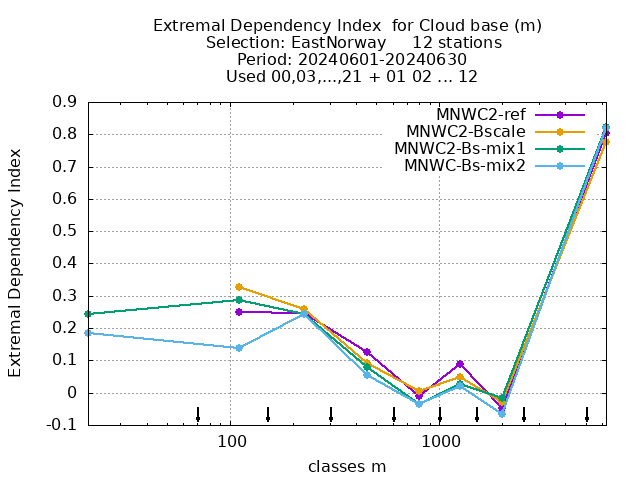 Extremal Dependency Index  for Cloud base (m)
Selection: EastNorway     12 stations
Period: 20240601-20240630
Used 00,03,...,21 + 01 02 ... 12
MNWC2-ref
MNWC2-Bscale
MNWC2-Bs-mix1
MNWC-Bs-mix2
Extremal Dependency Index
0.9
0.8
0.7
0.6
0.5
0.4
0.3
0.2
0.1
0
-0.1
100
1000
classes m